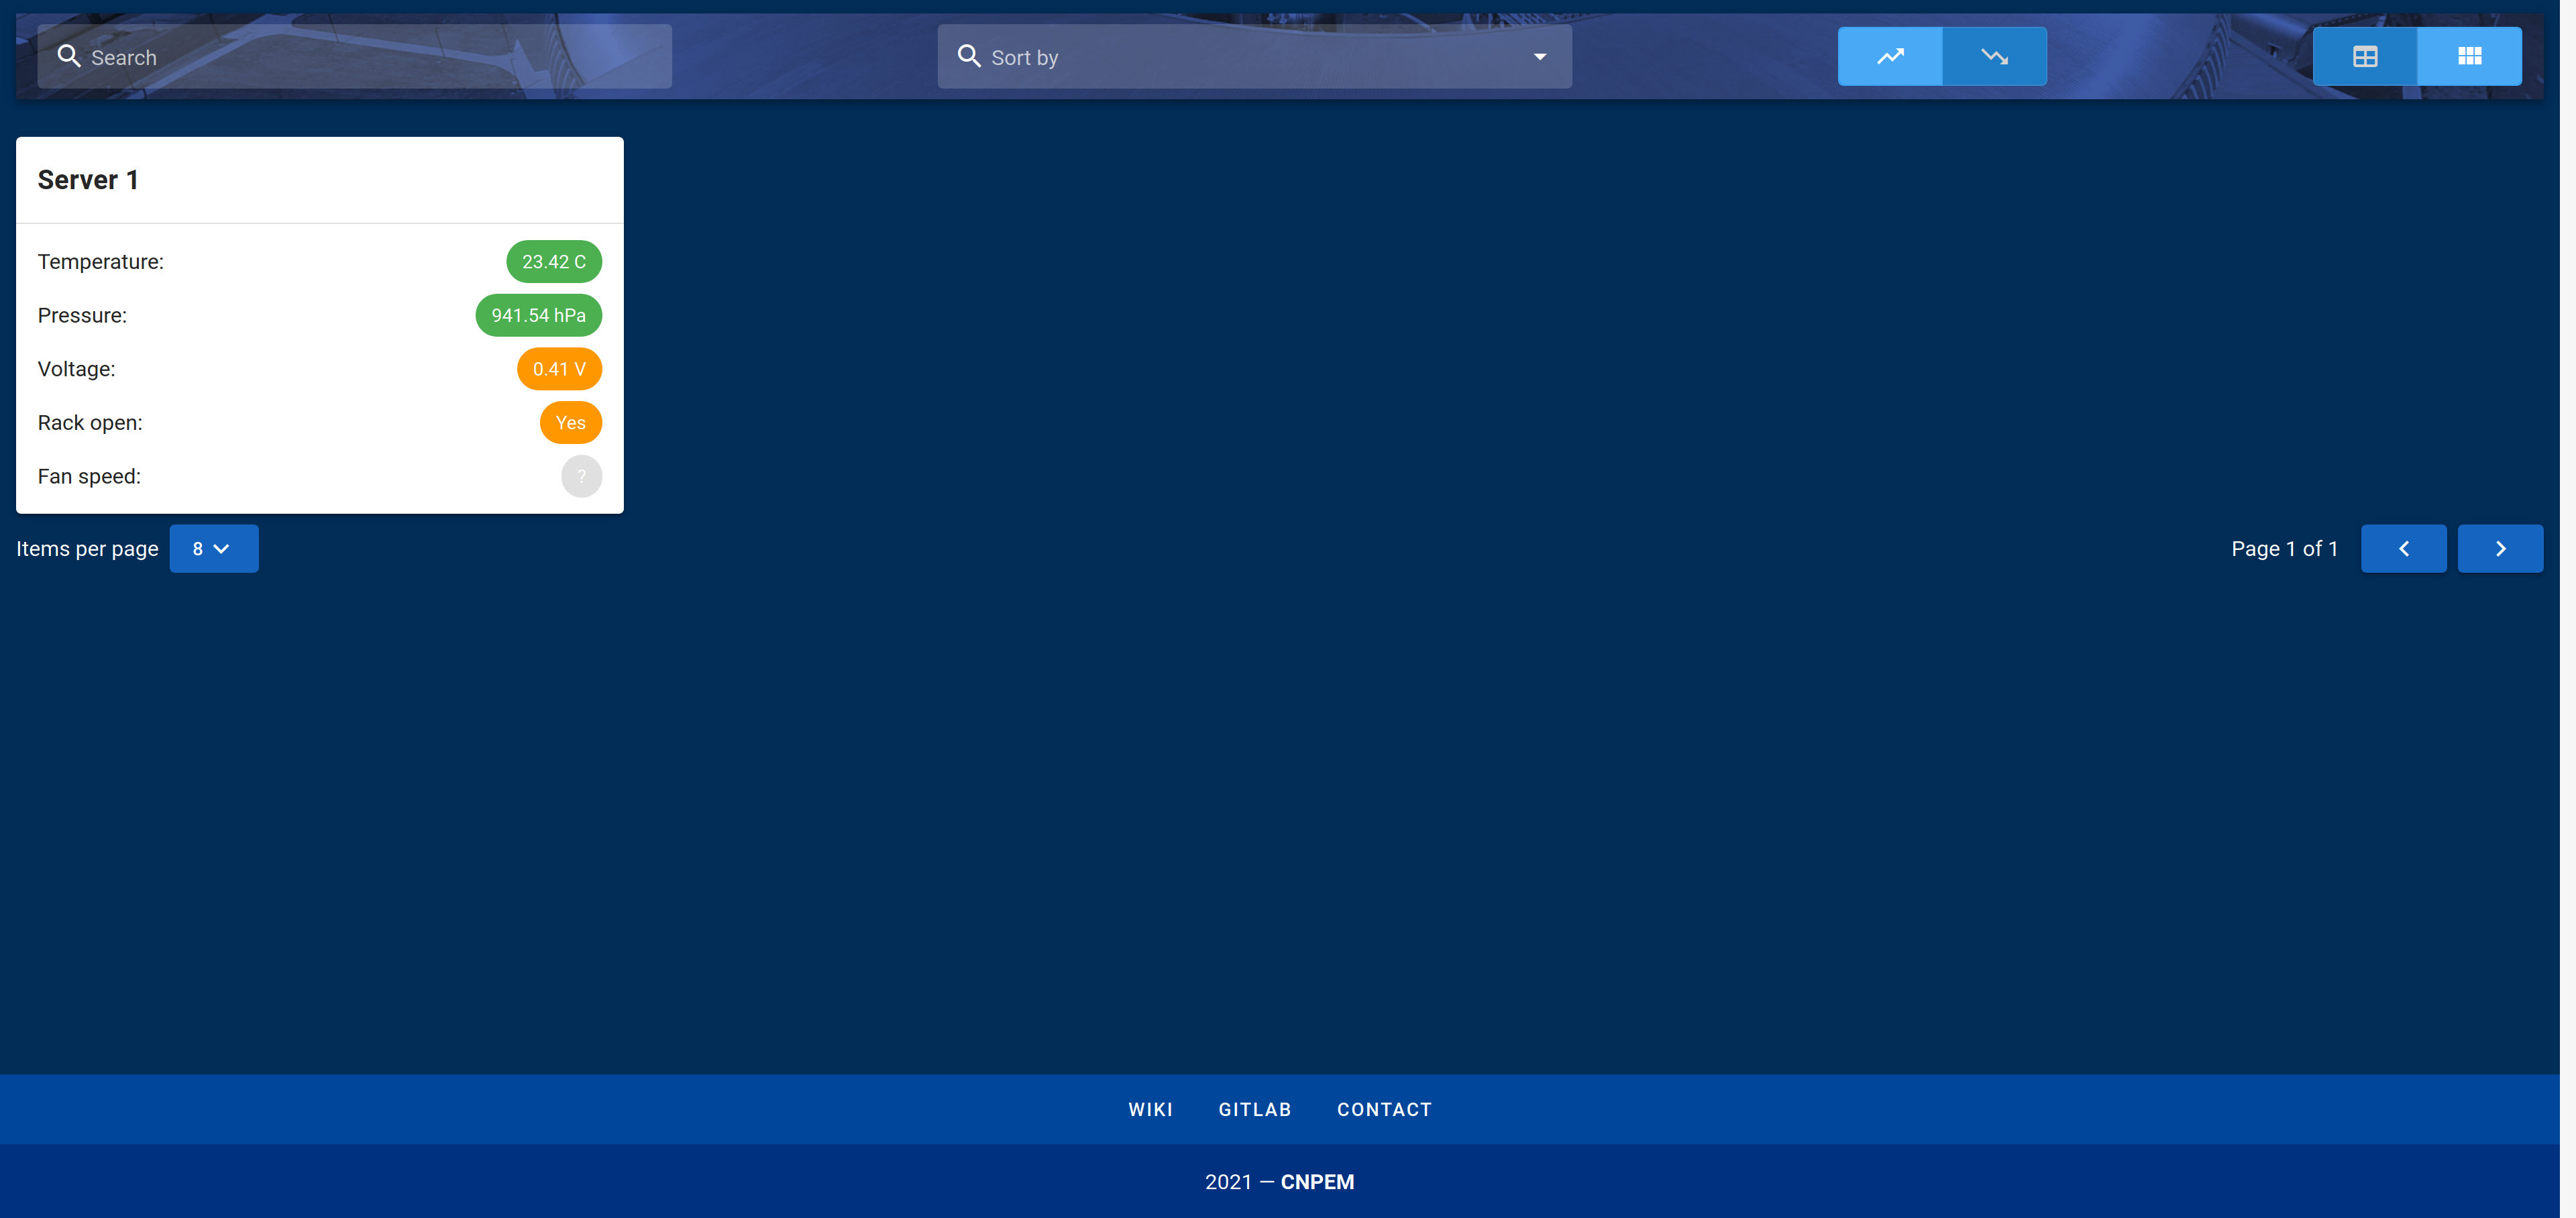 Search
Sort by
Server 1
Temperature: 23.42 C
Pressure: 941.54 hPa
Voltage: 0.41 V
Rack open: Yes
Fan speed: ?
Items per page 8 Page 1 of 1
WIKI GITLAB CONTACT
2021 — CNPEM